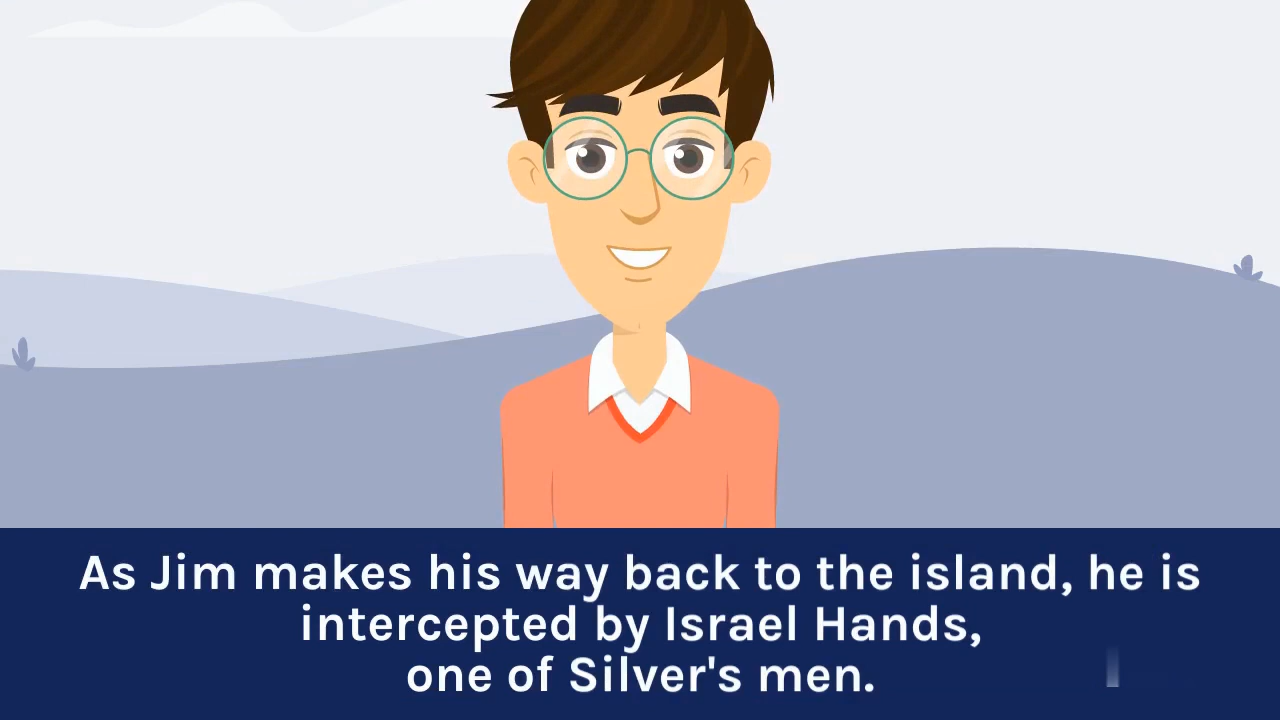 As Jim makes his way back to the island, he is
intercepted by Israel Hands,
one of Silver's men.